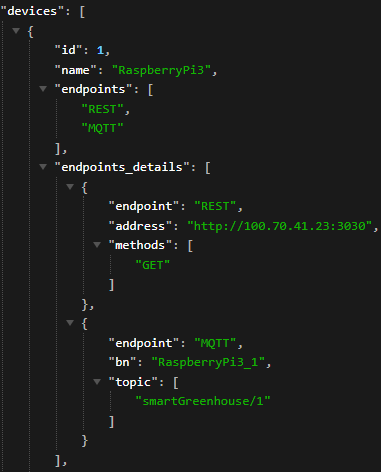 "devices": [
{
"id": 1,
"name": "RaspberryPi3",
"endpoints": [
"REST",
"MQTT"
],
"endpoints_details": [
{
"endpoint": "REST",
"address": "http://100.70.41.23:3030",
"methods": [
"GET"
]
},
{
"endpoint": "MQTT",
"bn": "RaspberryPi3_1",
"topic": [
"smartGreenhouse/1"
]
}
],